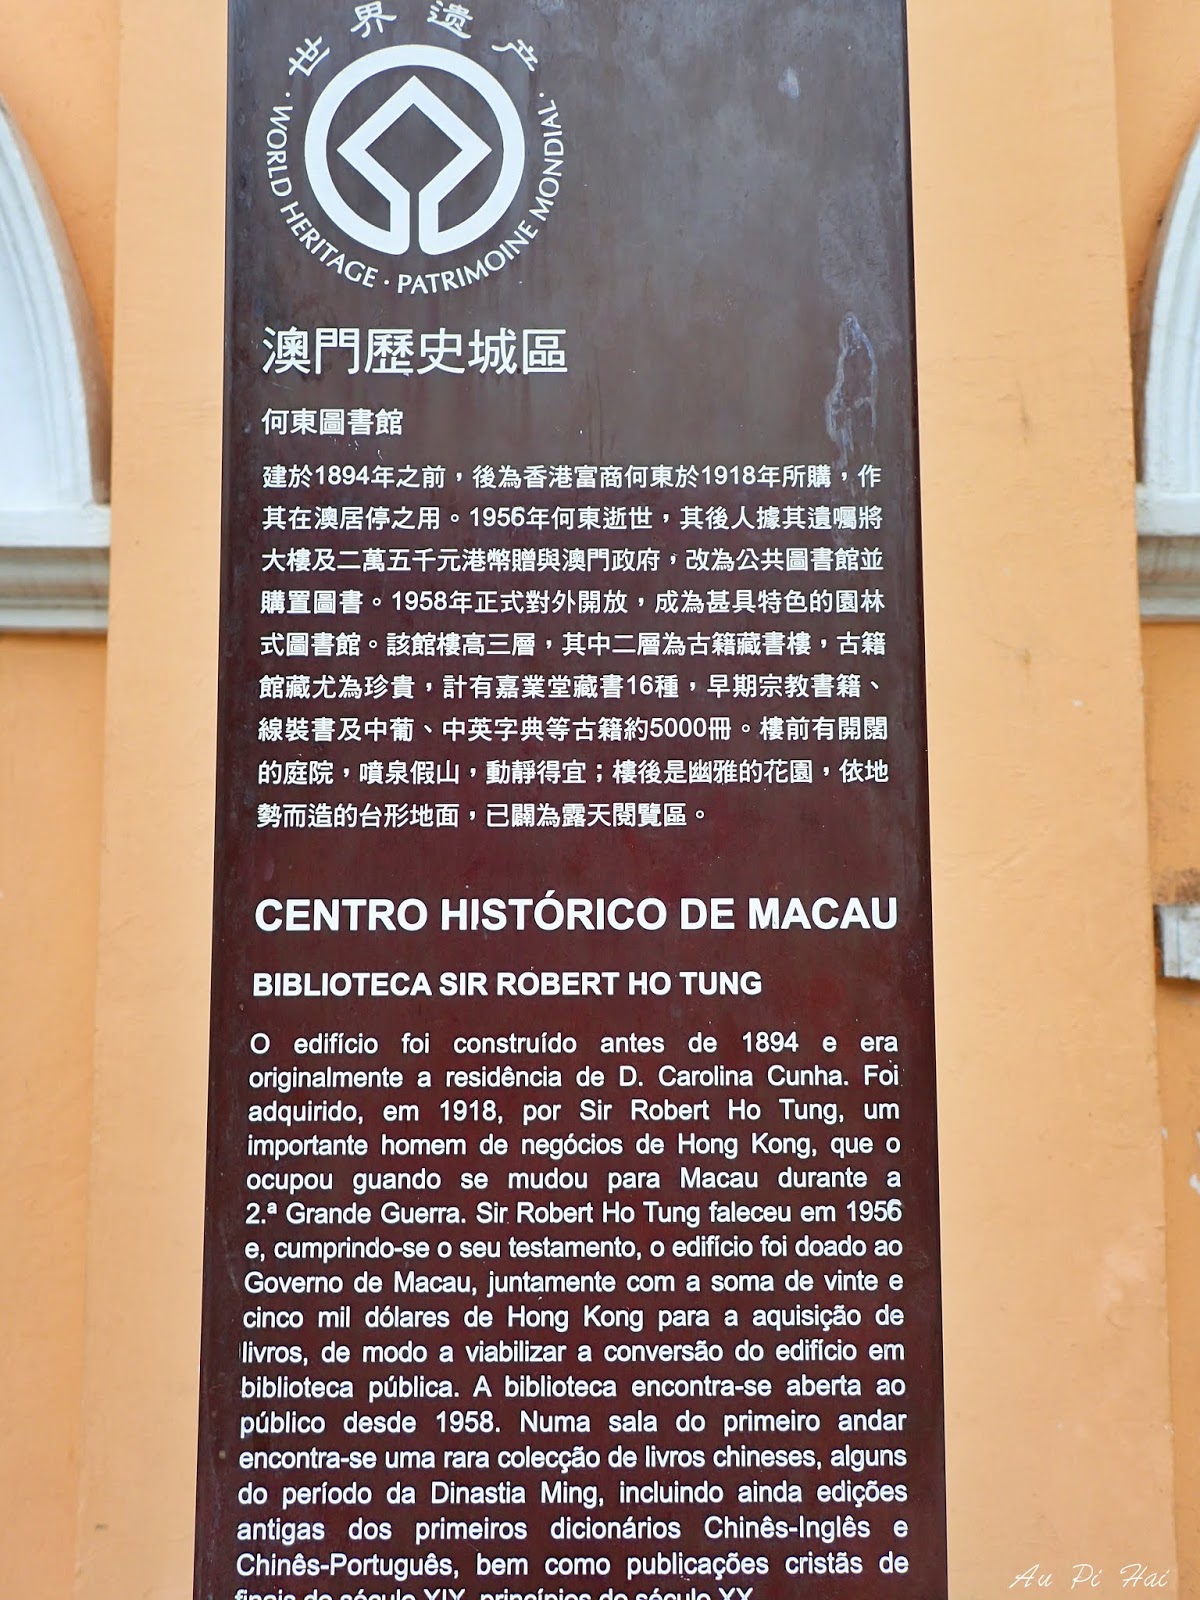 世界遺产
· WORLD HERITAGE · PATRIMOINE MONDIAL ·
澳門歷史城區
何東圖書館
建於1894年之前，後為香港富商何東於1918年所購，作
其在澳居停之用。1956年何東逝世，其後人據其遺囑將
大樓及二萬五千元港幣贈與澳門政府，改為公共圖書館並
購置圖書。1958年正式對外開放，成為甚具特色的園林
式圖書館。該館樓高三層，其中二層為古籍藏書樓，古籍
館藏尤為珍貴，計有嘉業堂藏書16種，早期宗教書籍、
線裝書及中葡、中英字典等古籍約5000冊。樓前有開闊
的庭院，噴泉假山，動靜得宜；樓後是幽雅的花園，依地
勢而造的台形地面，已闢為露天閱覽區。
CENTRO HISTÓRICO DE MACAU
BIBLIOTECA SIR ROBERT HO TUNG
O edifício foi construído antes de 1894 e era
originalmente a residência de D. Carolina Cunha. Foi
adquirido, em 1918, por Sir Robert Ho Tung, um
importante homem de negócios de Hong Kong, que o
ocupou guando se mudou para Macau durante a
2.ª Grande Guerra. Sir Robert Ho Tung faleceu em 1956
e, cumprindo-se o seu testamento, o edifício foi doado ao
Governo de Macau, juntamente com a soma de vinte e
cinco mil dólares de Hong Kong para a aquisição de
livros, de modo a viabilizar a conversão do edifício em
biblioteca pública. A biblioteca encontra-se aberta ao
público desde 1958. Numa sala do primeiro andar
encontra-se uma rara colecção de livros chineses, alguns
do período da Dinastia Ming, incluindo ainda edições
antigas dos primeiros dicionários Chinês-Inglês e
Chinês-Português, bem como publicações cristãs de
finais do século XIX, princípios do século XX.
Au Pi Hai